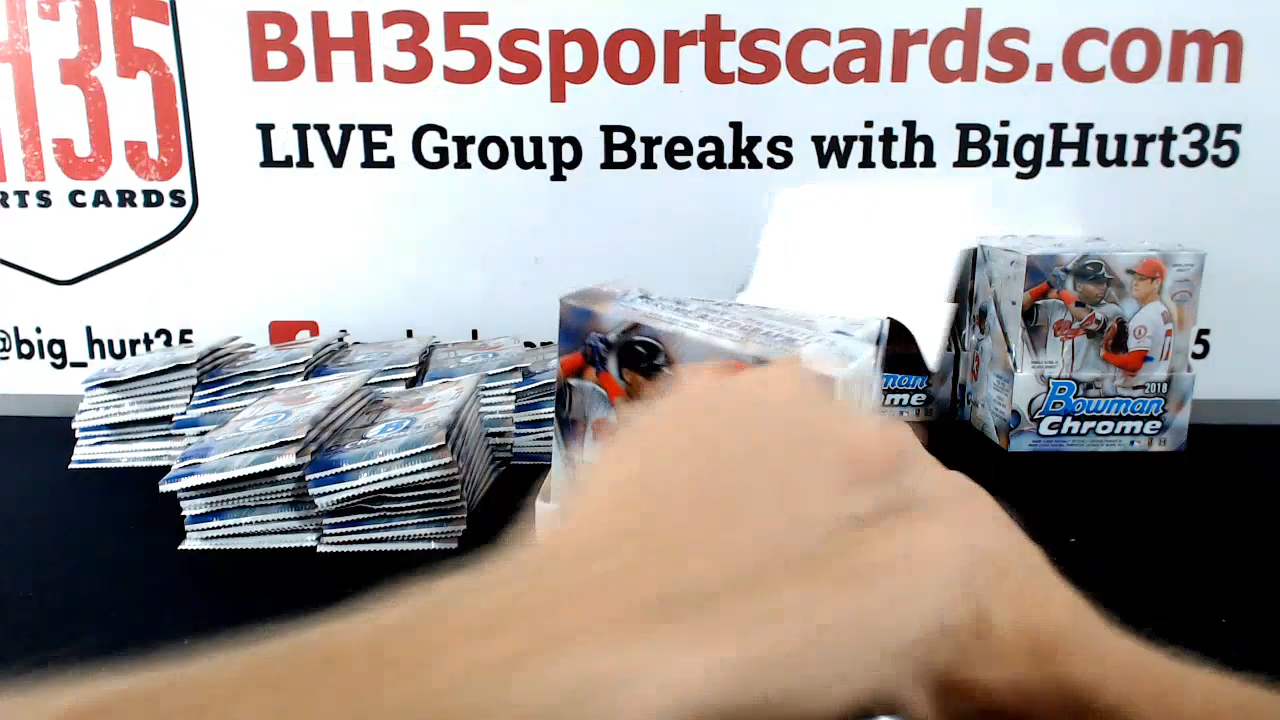 BH35sportscards.com
LIVE Group Breaks with BigHurt35
H35
RTS CARDS
@big_hurt35
5
2018
Bowman
Chrome
man
me